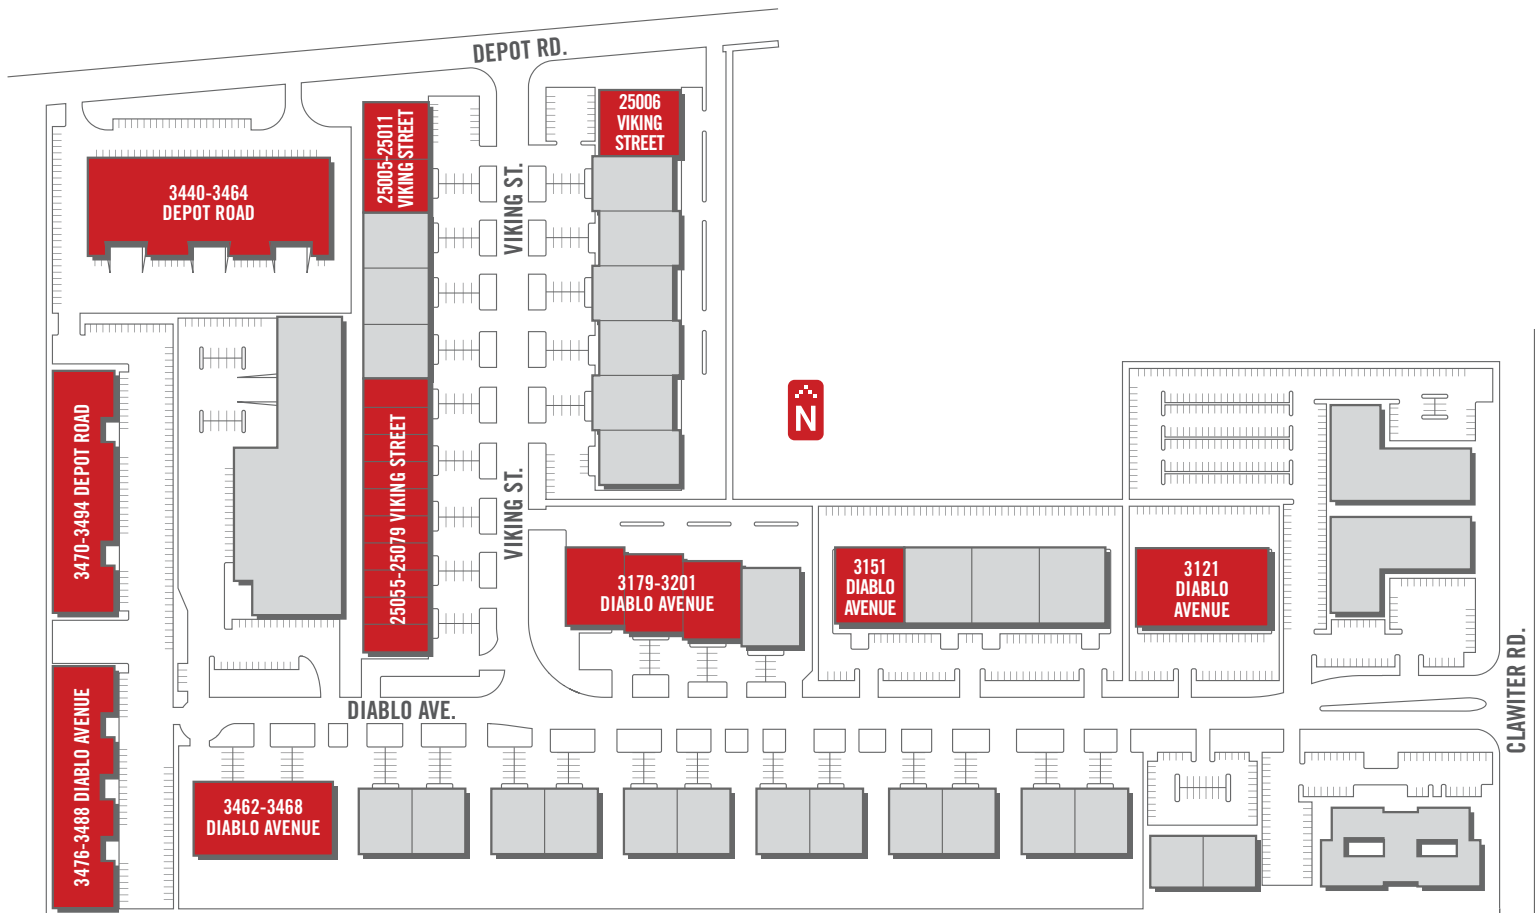 DEPOT RD.
25006
VIKING
STREET
25005-25011
VIKING STREET
3440-3464
DEPOT ROAD
VIKING ST.
N
3470-3494 DEPOT ROAD
25055-25079 VIKING STREET
VIKING ST.
3179-3201
DIABLO AVENUE
3151
DIABLO
AVENUE
3121
DIABLO
AVENUE
CLAWITER RD.
DIABLO AVE.
3476-3488 DIABLO AVENUE
3462-3468
DIABLO AVENUE